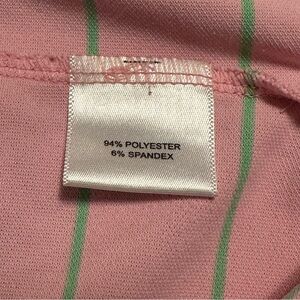 94% POLYESTER
6% SPANDEX